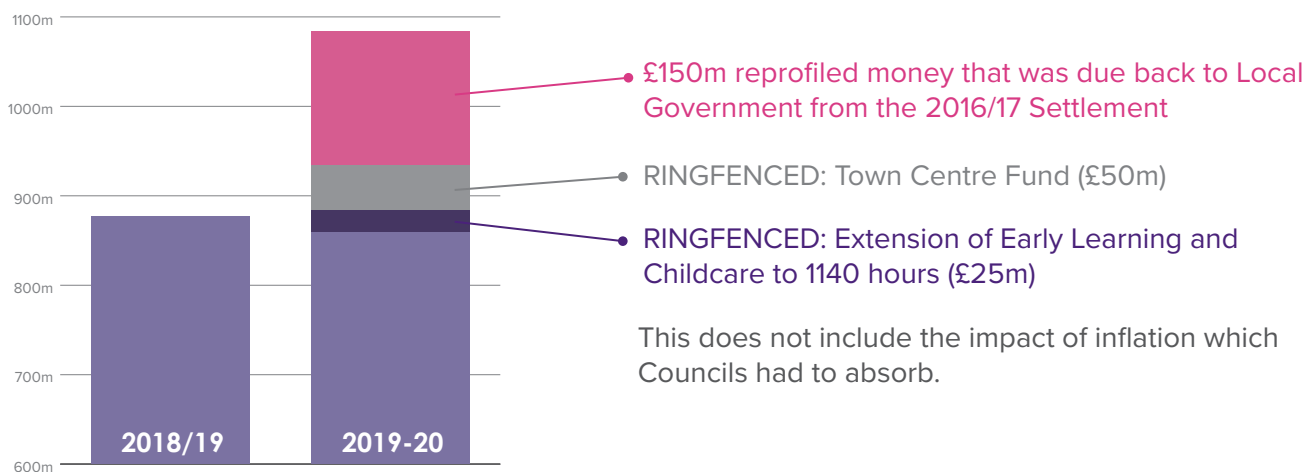 1100m
1000m
900m
800m
700m
600m
2018/19
2019-20
£150m reprofiled money that was due back to Local
Government from the 2016/17 Settlement
RINGFENCED: Town Centre Fund (£50m)
RINGFENCED: Extension of Early Learning and
Childcare to 1140 hours (£25m)
This does not include the impact of inflation which
Councils had to absorb.